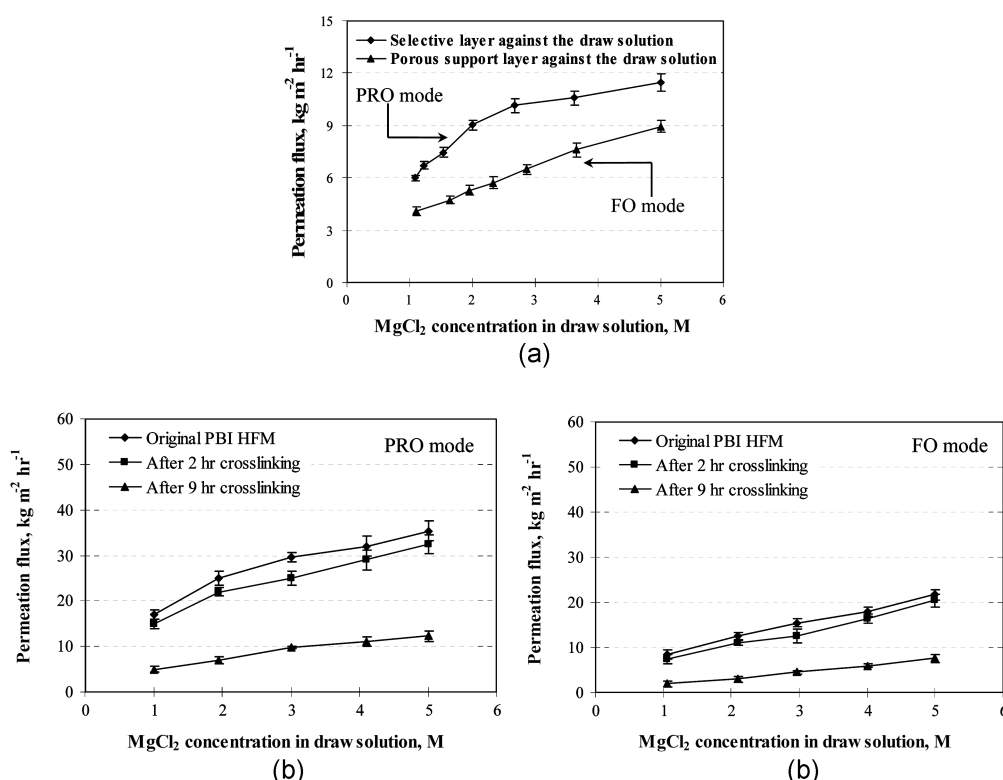 15
12
9
6
3
0
Permeation flux, kg m⁻² hr⁻¹
Selective layer against the draw solution
Porous support layer against the draw solution
PRO mode
FO mode
0 1 2 3 4 5 6
MgCl₂ concentration in draw solution, M
(a)
60
50
40
30
20
10
0
Permeation flux, kg m⁻² hr⁻¹
Original PBI HFM
After 2 hr crosslinking
After 9 hr crosslinking
PRO mode
0 1 2 3 4 5 6
MgCl₂ concentration in draw solution, M
(b)
60
50
40
30
20
10
0
Permeation flux, kg m⁻² hr⁻¹
Original PBI HFM
After 2 hr crosslinking
After 9 hr crosslinking
FO mode
0 1 2 3 4 5 6
MgCl₂ concentration in draw solution, M
(b)